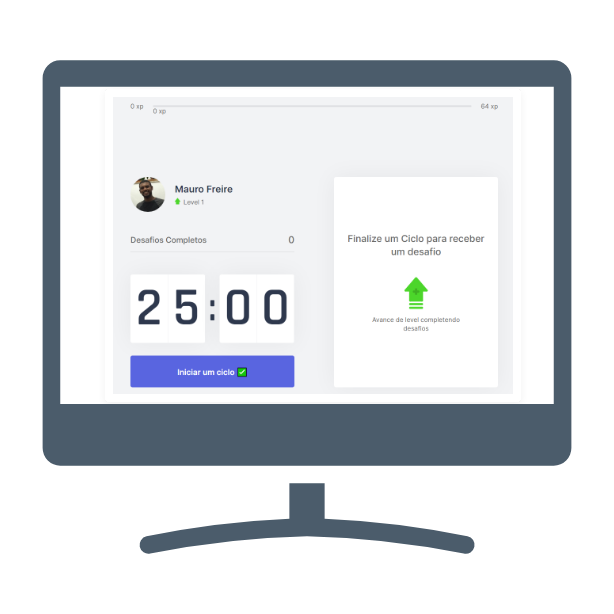 0 xp
0 xp
64 xp
Mauro Freire
Level 1
Desafios Completos
0
25:00
Iniciar um ciclo ✅
Finalize um Ciclo para receber
um desafio
Avance de level completendo
desafios